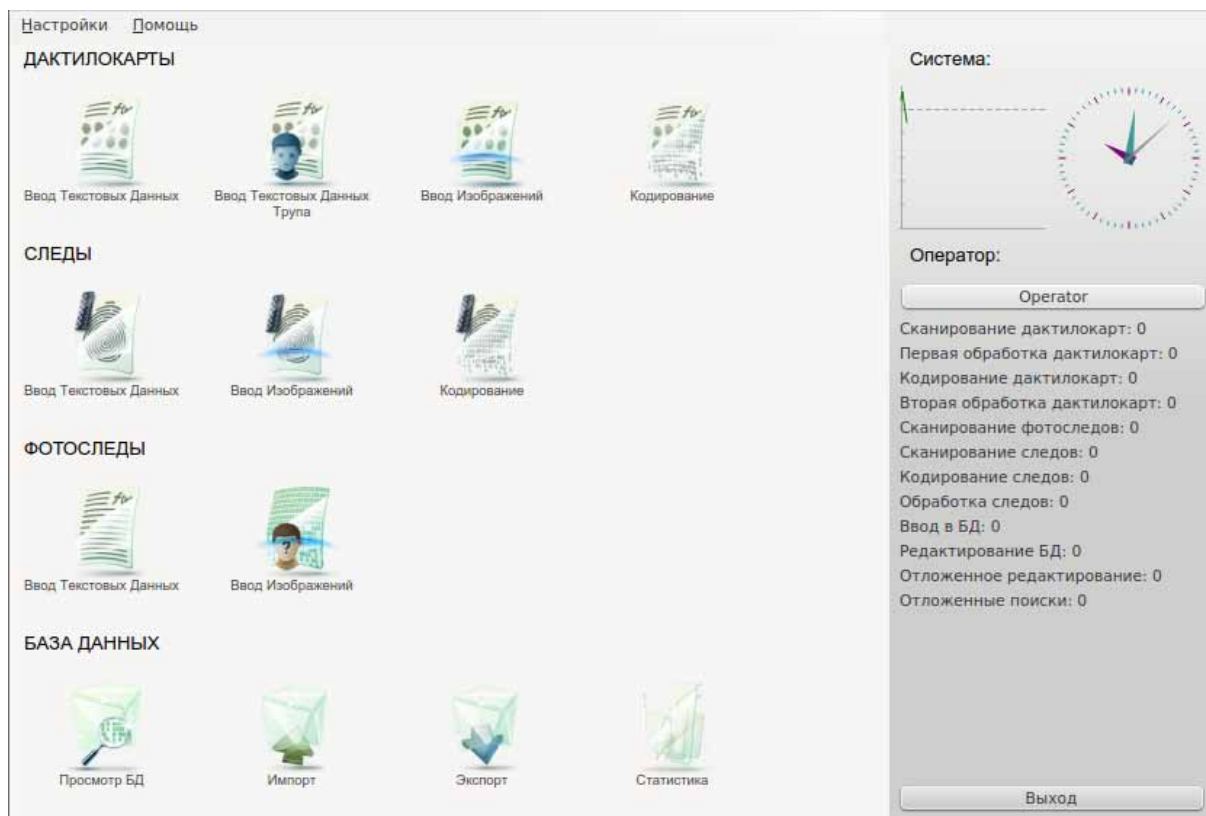 Настройки Помощь
ДАКТИЛОКАРТЫ
Ввод Текстовых Данных
Ввод Текстовых Данных
Трупа
Ввод Изображений
Кодирование
СЛЕДЫ
Ввод Текстовых Данных
Ввод Изображений
Кодирование
ФОТОСЛЕДЫ
Ввод Текстовых Данных
Ввод Изображений
БАЗА ДАННЫХ
Просмотр БД
Импорт
Экспорт
Статистика
Система:
Оператор:
Operator
Сканирование дактилокарт: 0
Первая обработка дактилокарт: 0
Кодирование дактилокарт: 0
Вторая обработка дактилокарт: 0
Сканирование фотоследов: 0
Сканирование следов: 0
Кодирование следов: 0
Обработка следов: 0
Ввод в БД: 0
Редактирование БД: 0
Отложенное редактирование: 0
Отложенные поиски: 0
Выход